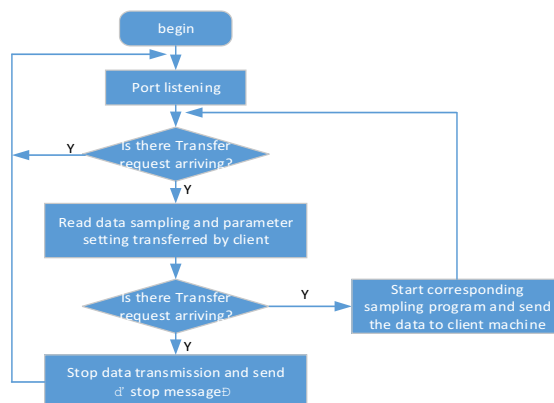 begin
Port listening
Is there Transfer
request arriving?
Y
Y
Read data sampling and parameter
setting transferred by client
Is there Transfer
request arriving?
Y
Start corresponding
sampling program and send
the data to client machine
Y
Stop data transmission and send
stop message